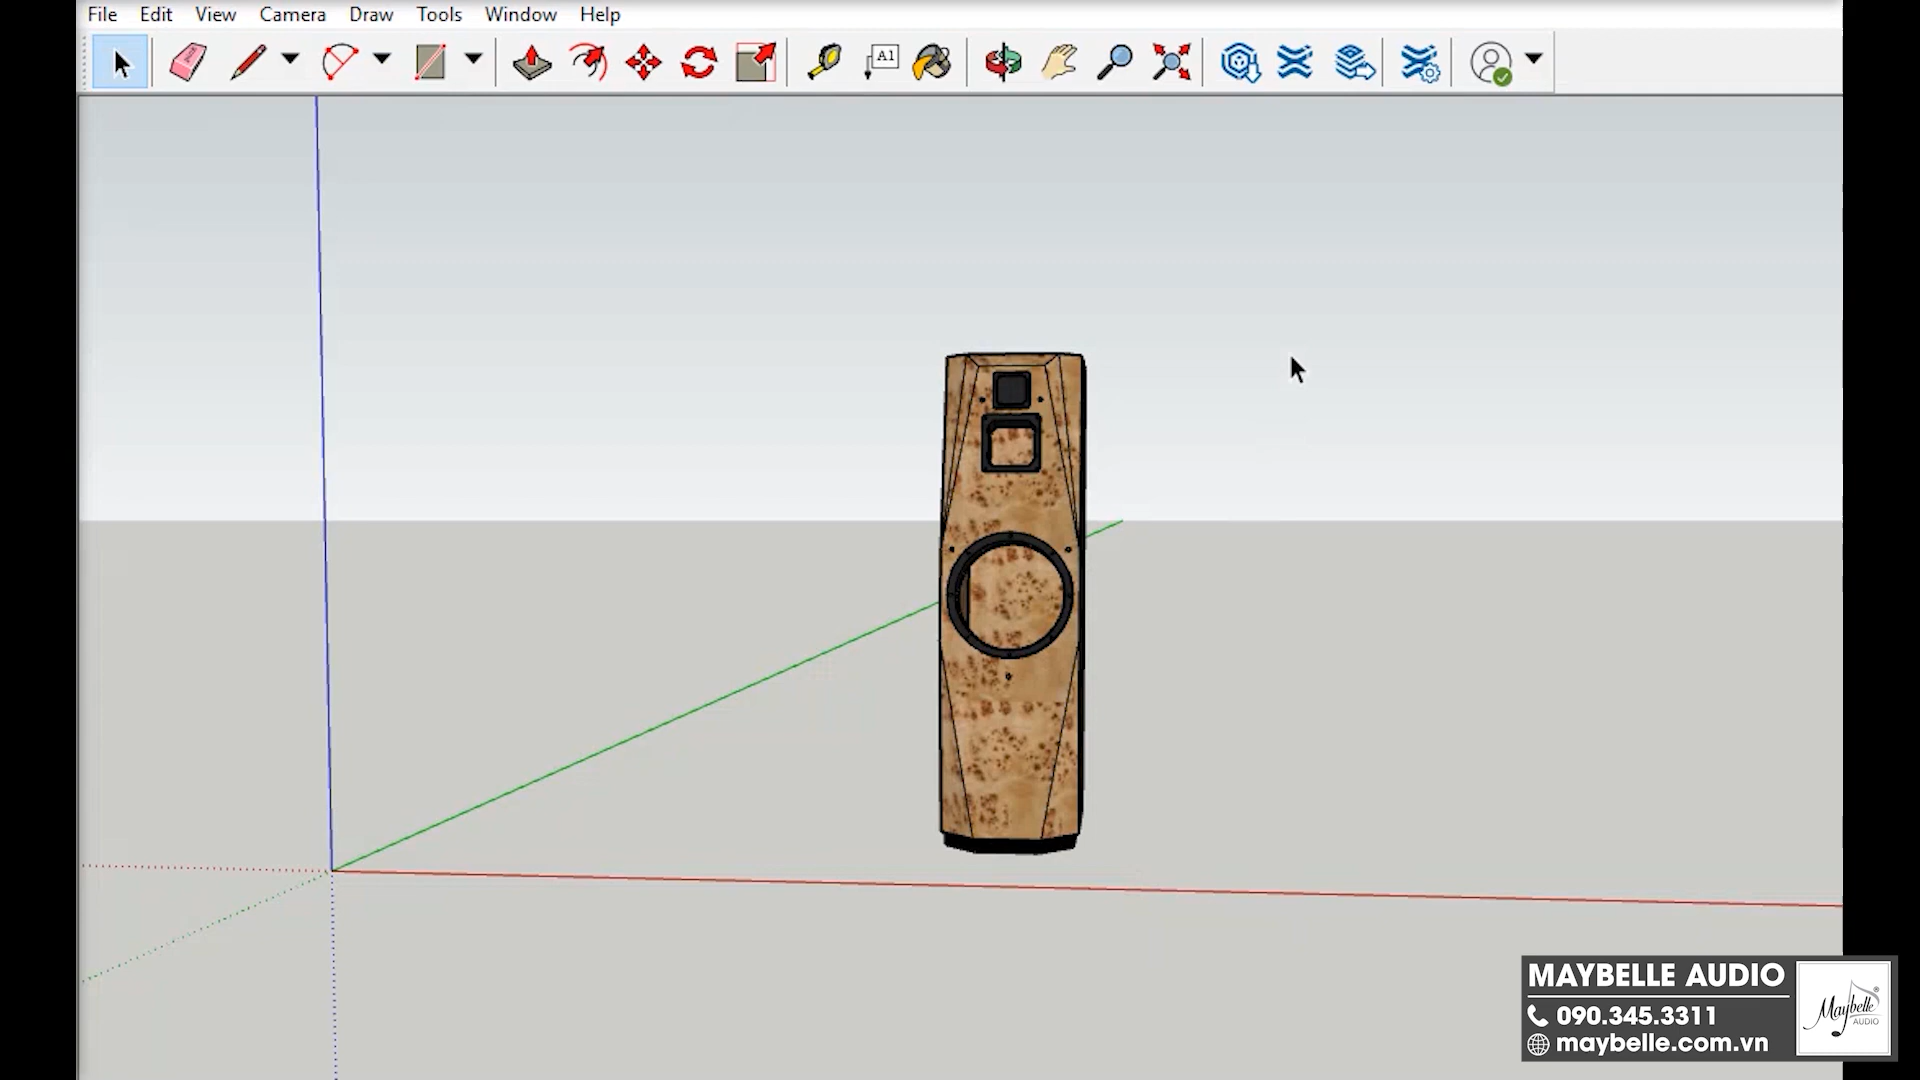 File Edit View Camera Draw Tools Window Help
A1
MAYBELLE AUDIO
090.345.3311
maybelle.com.vn
Maybelle
AUDIO